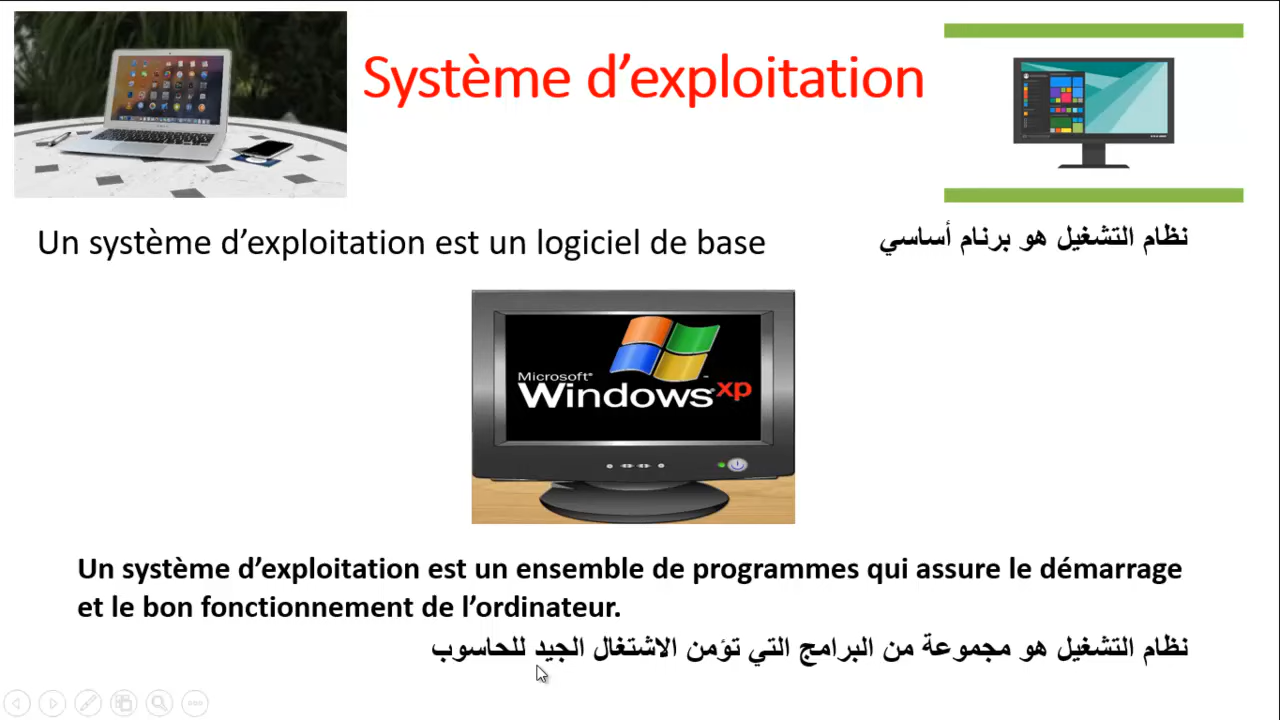 Système d’exploitation
Un système d’exploitation est un logiciel de base
نظام التشغيل هو برنام أساسي
Microsoft®
Windows® xp™
Un système d’exploitation est un ensemble de programmes qui assure le démarrage
et le bon fonctionnement de l’ordinateur.
نظام التشغيل هو مجموعة من البرامج التي تؤمن الاشتغال الجيد للحاسوب